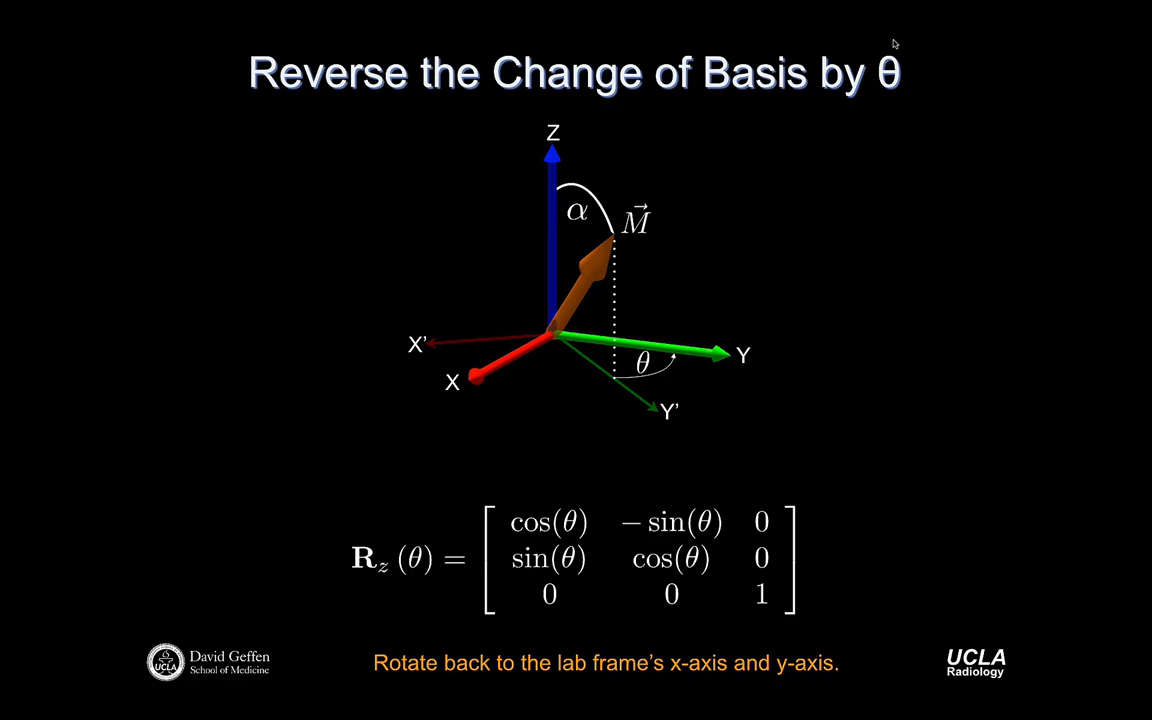 Reverse the Change of Basis by θ
Z
α
M⃗
X'
X
θ
Y
Y'
cos(θ) − sin(θ) 0
R_z (θ) = sin(θ) cos(θ) 0
0 0 1
UCLA
David Geffen
School of Medicine
Rotate back to the lab frame's x-axis and y-axis.
UCLA
Radiology